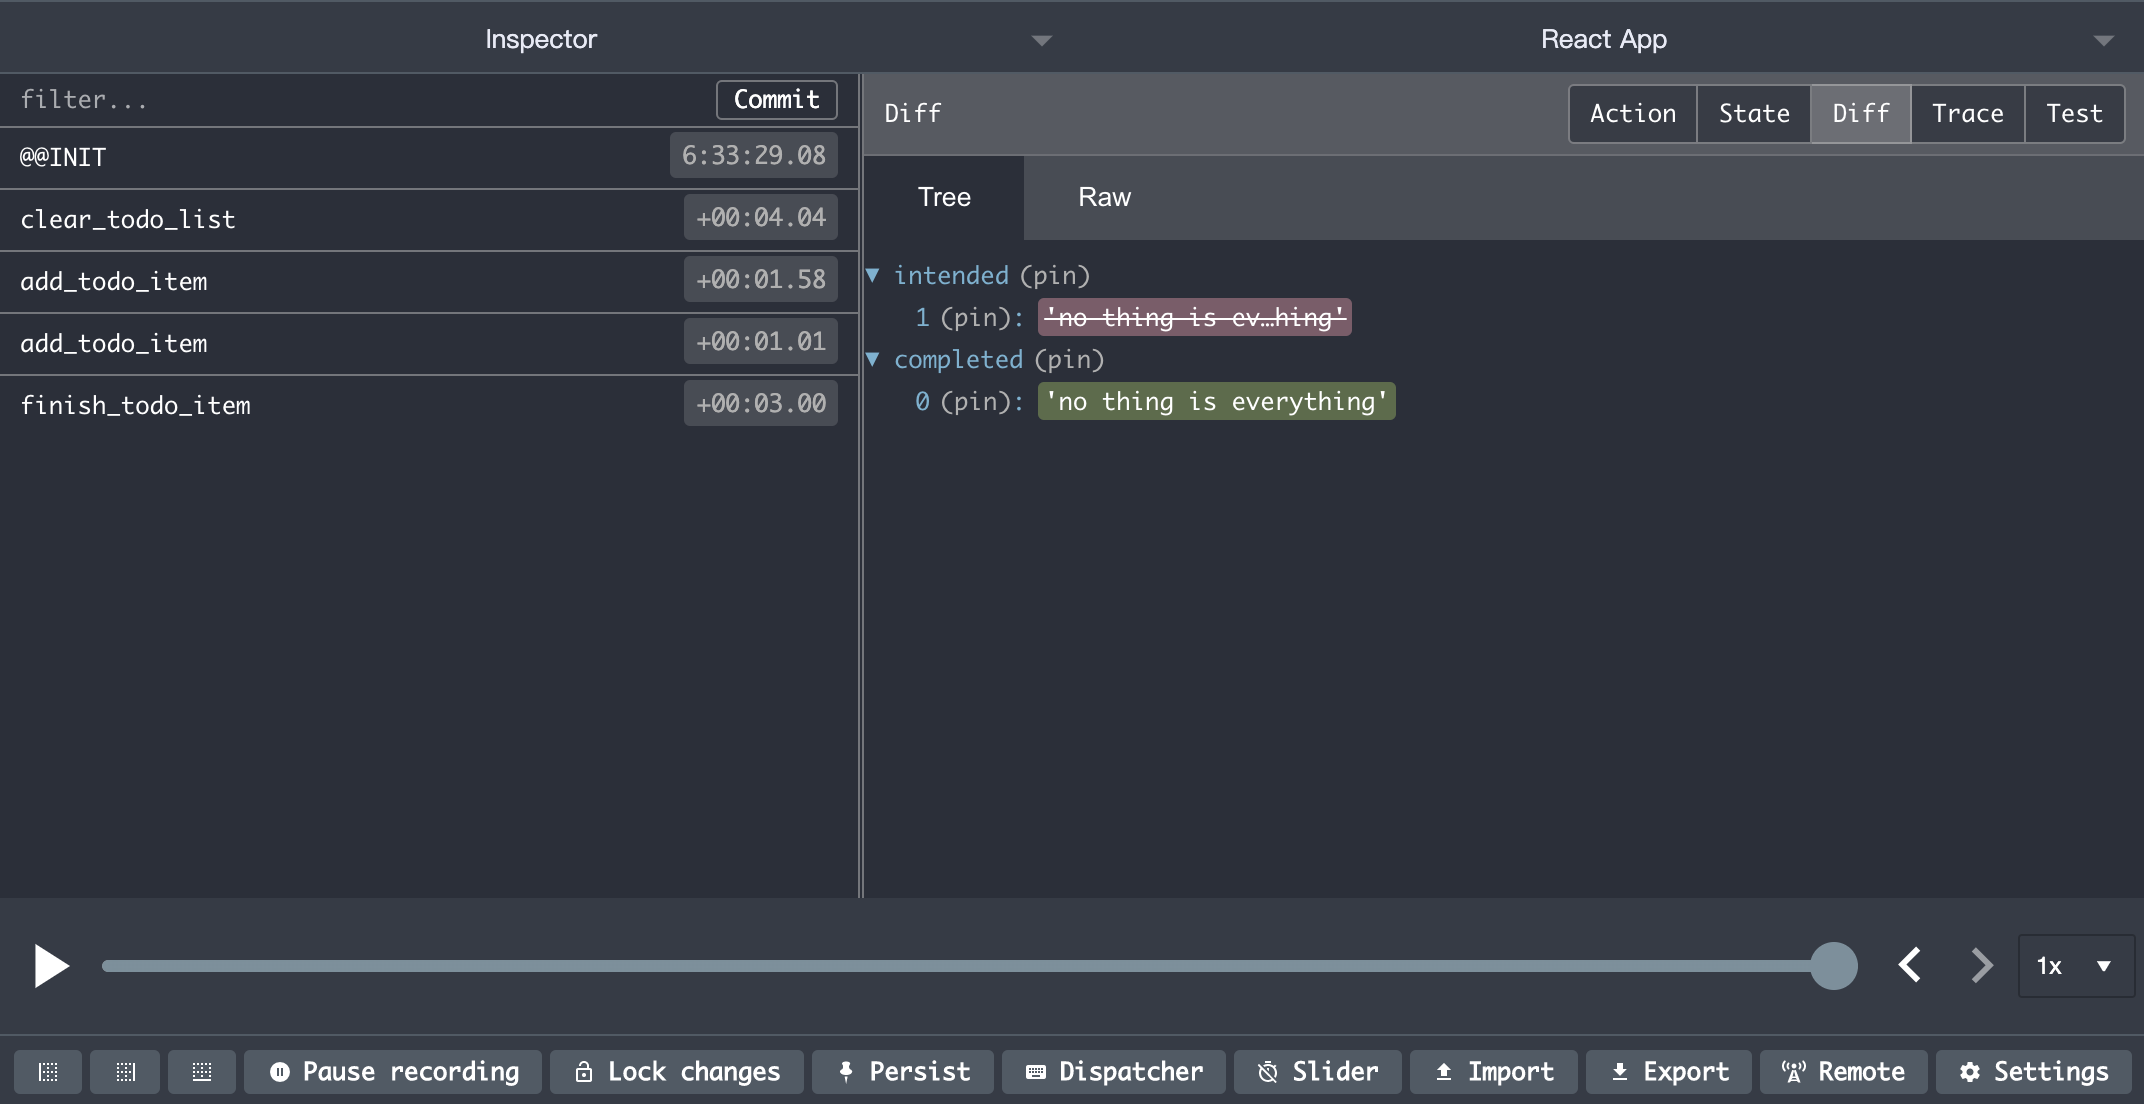 Inspector
React App
filter...
Commit
@@INIT
6:33:29.08
clear_todo_list
+00:04.04
add_todo_item
+00:01.58
add_todo_item
+00:01.01
finish_todo_item
+00:03.00
Diff
Action State Diff Trace Test
Tree Raw
intended (pin)
1 (pin): 'no thing is ev…hing'
completed (pin)
0 (pin): 'no thing is everything'
1x
Pause recording Lock changes Persist Dispatcher Slider Import Export Remote Settings